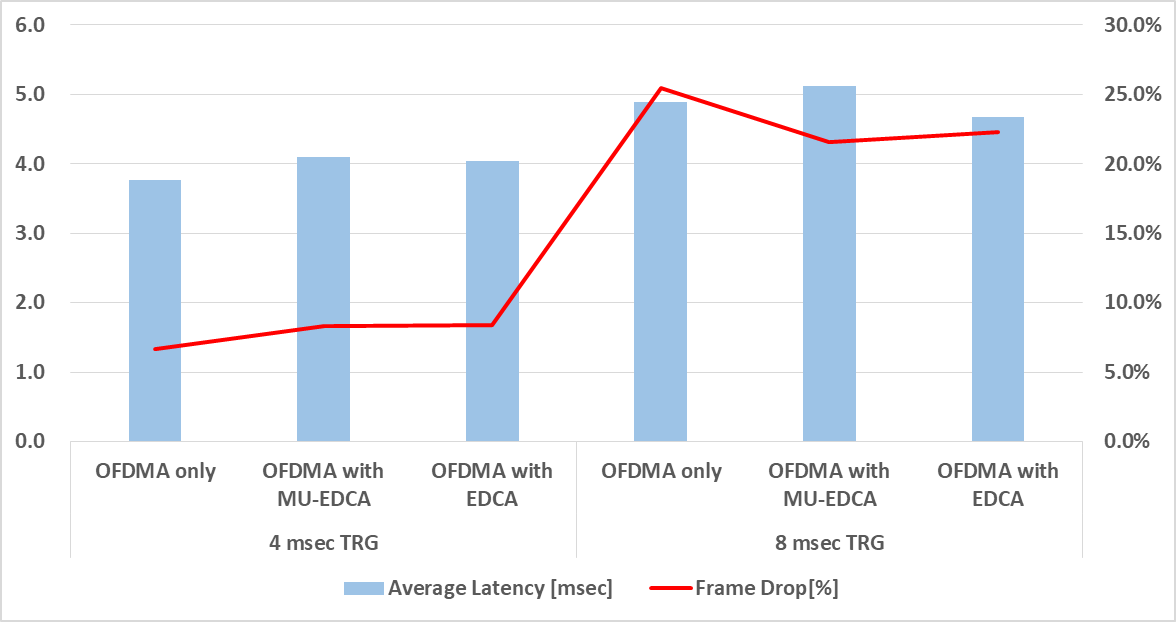 6.0
5.0
4.0
3.0
2.0
1.0
0.0
30.0%
25.0%
20.0%
15.0%
10.0%
5.0%
0.0%
OFDMA only
OFDMA with
MU-EDCA
OFDMA with
EDCA
OFDMA only
OFDMA with
MU-EDCA
OFDMA with
EDCA
4 msec TRG
8 msec TRG
Average Latency [msec]
Frame Drop[%]